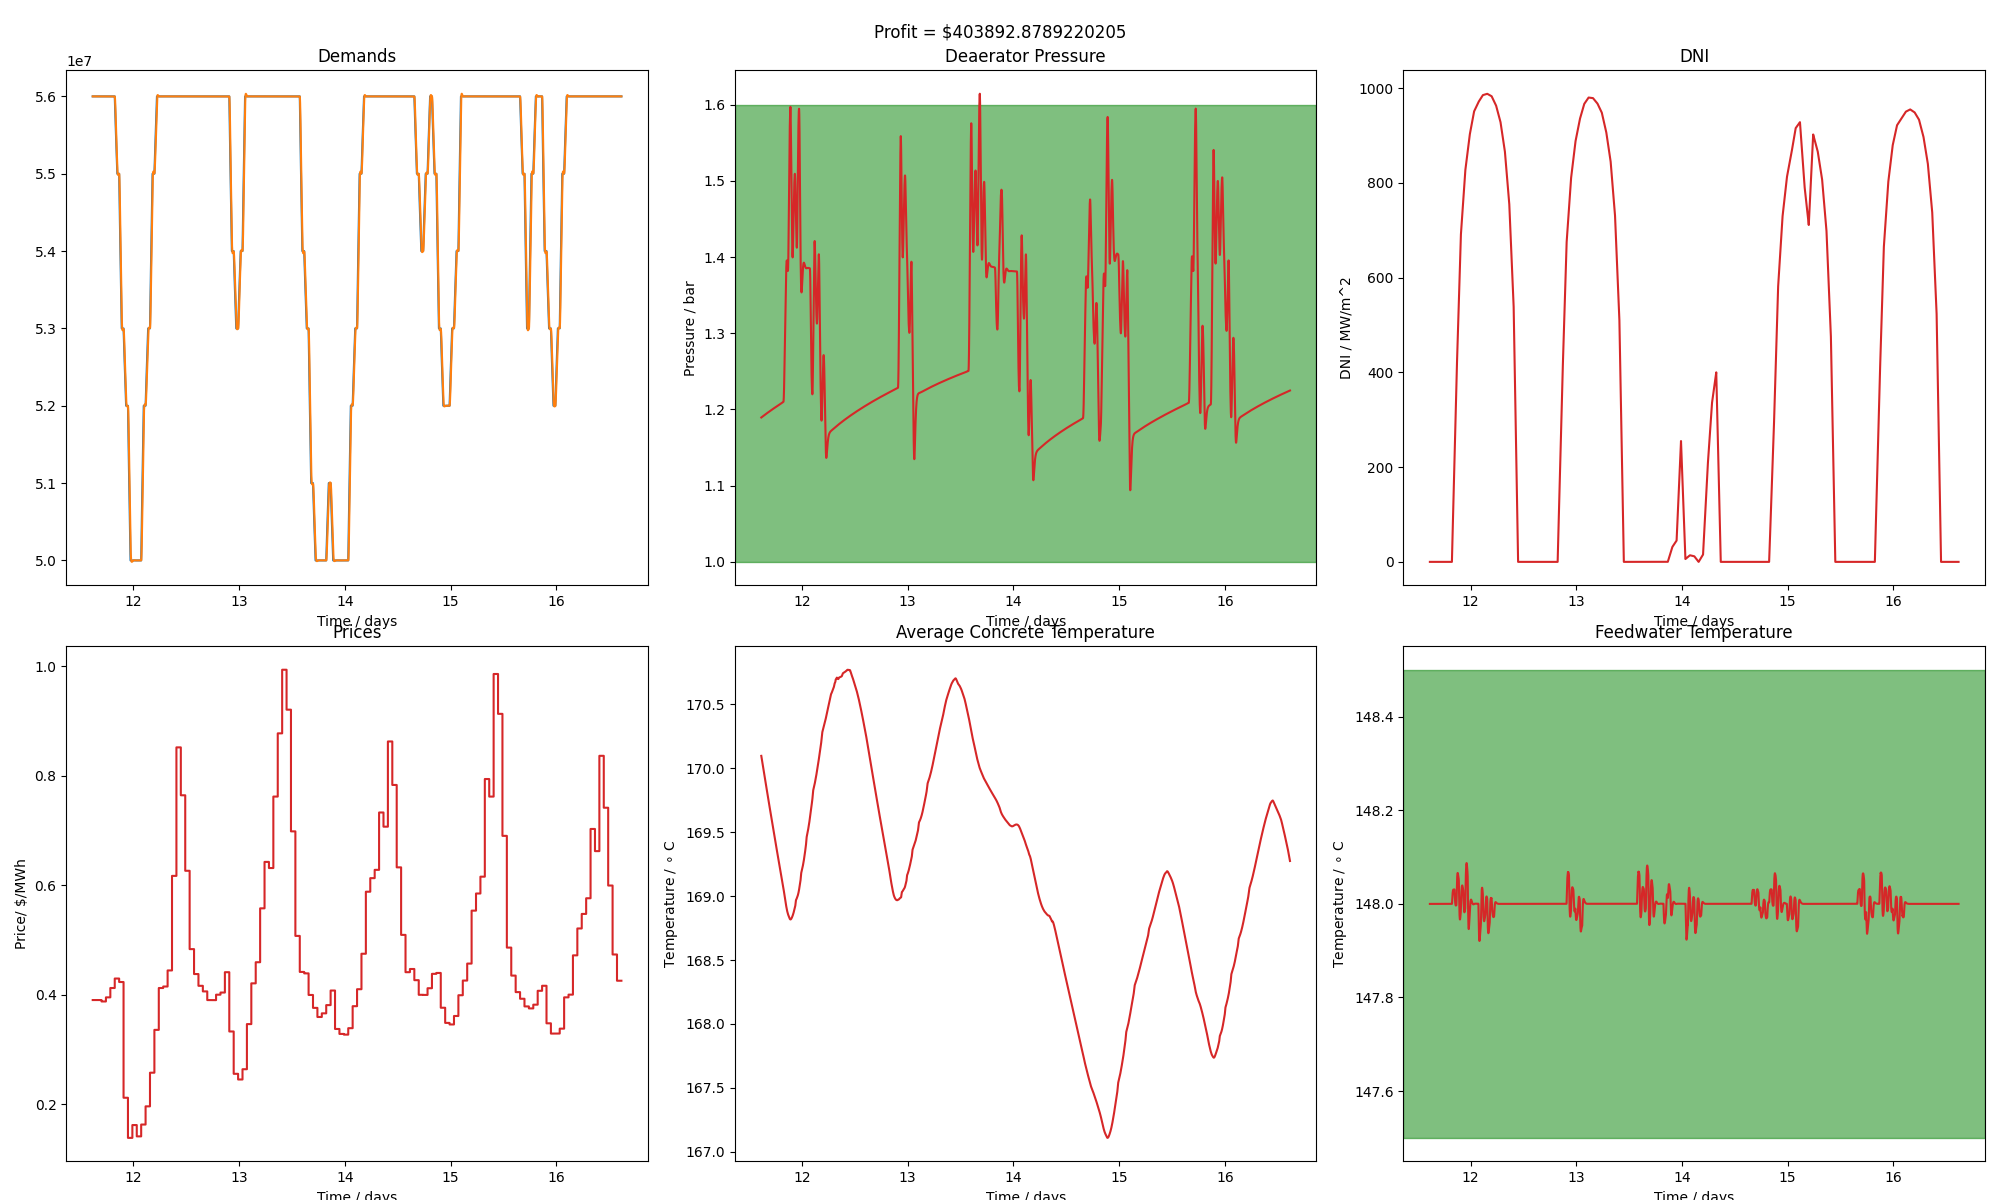 Profit = $403892.8789220205
Demands
1e7
5.6
5.5
5.4
5.3
5.2
5.1
5.0
12 13 14 15 16
Time / days
Deaerator Pressure
Pressure / bar
1.6
1.5
1.4
1.3
1.2
1.1
1.0
12 13 14 15 16
Time / days
DNI
DNI / MW/m^2
1000
800
600
400
200
0
12 13 14 15 16
Time / days
Prices
Price/ $/MWh
1.0
0.8
0.6
0.4
0.2
12 13 14 15 16
Time / days
Average Concrete Temperature
Temperature / ∘ C
170.5
170.0
169.5
169.0
168.5
168.0
167.5
167.0
12 13 14 15 16
Time / days
Feedwater Temperature
Temperature / ∘ C
148.4
148.2
148.0
147.8
147.6
12 13 14 15 16
Time / days